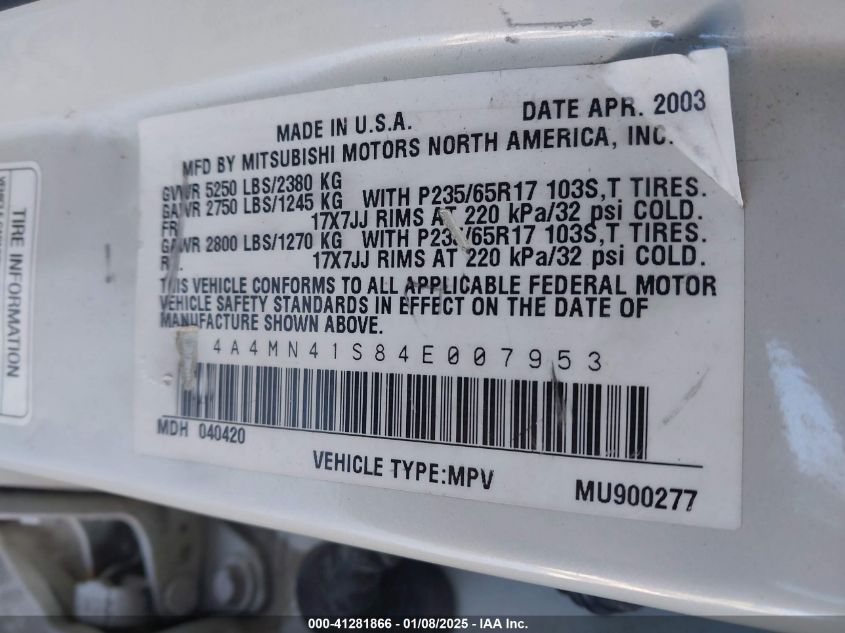 MADE IN U.S.A. DATE APR. 2003
MFD BY MITSUBISHI MOTORS NORTH AMERICA, INC.
GVWR 5250 LBS/2380 KG
GAWR 2750 LBS/1245 KG WITH P235/65R17 103S,T TIRES.
FR 17X7JJ RIMS AT 220 kPa/32 psi COLD.
GAWR 2800 LBS/1270 KG WITH P235/65R17 103S,T TIRES.
17X7JJ RIMS AT 220 kPa/32 psi COLD.
THIS VEHICLE CONFORMS TO ALL APPLICABLE FEDERAL MOTOR
VEHICLE SAFETY STANDARDS IN EFFECT ON THE DATE OF
MANUFACTURE SHOWN ABOVE.
4A4MN41S84E007953
MDH 040420
VEHICLE TYPE:MPV
MU900277
TIRE INFORMATION
000-41281866 - 01/08/2025 - IAA Inc.